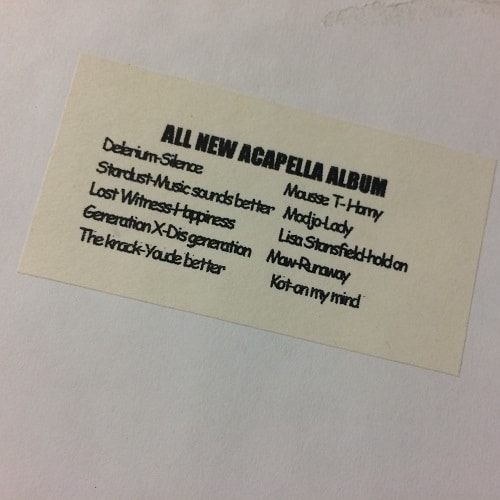 ALL NEW ACAPELLA ALBUM
Delerium-Silence
Stardust-Music sounds better
Lost Witness-Happiness
Generation X-Dis generation
The knack-Youde better
Mousse T-Horny
Modjo-Lady
Lisa Stansfield-hold on
Maw-Runaway
Kot-on my mind